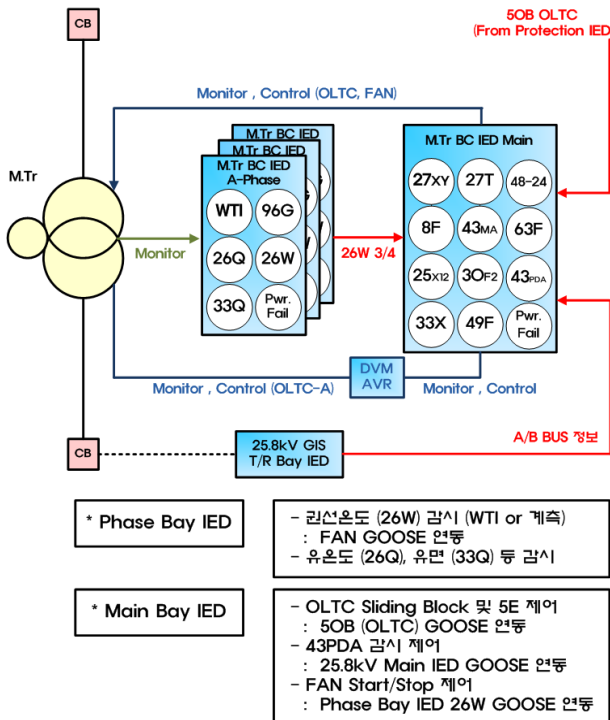 CB
50B OLTC
(From Protection IED)
Monitor , Control (OLTC, FAN)
M.Tr
M.Tr BC IED
M.Tr BC IED
M.Tr BC IED
A-Phase
WTI
96G
26Q
26W
33Q
Pwr.
Fail
Monitor
26W 3/4
M.Tr BC IED Main
27XY
27T
48-24
8F
43MA
63F
25X12
30F2
43PDA
33X
49F
Pwr.
Fail
DVM
AVR
Monitor , Control (OLTC-A)
Monitor , Control
A/B BUS 정보
CB
25.8kV GIS
T/R Bay IED
* Phase Bay IED
- 권선온도 (26W) 감시 (WTI or 계측)
: FAN GOOSE 연동
- 유온도 (26Q), 유면 (33Q) 등 감시
* Main Bay IED
- OLTC Sliding Block 및 5E 제어
: 50B (OLTC) GOOSE 연동
- 43PDA 감시 제어
: 25.8kV Main IED GOOSE 연동
- FAN Start/Stop 제어
: Phase Bay IED 26W GOOSE 연동